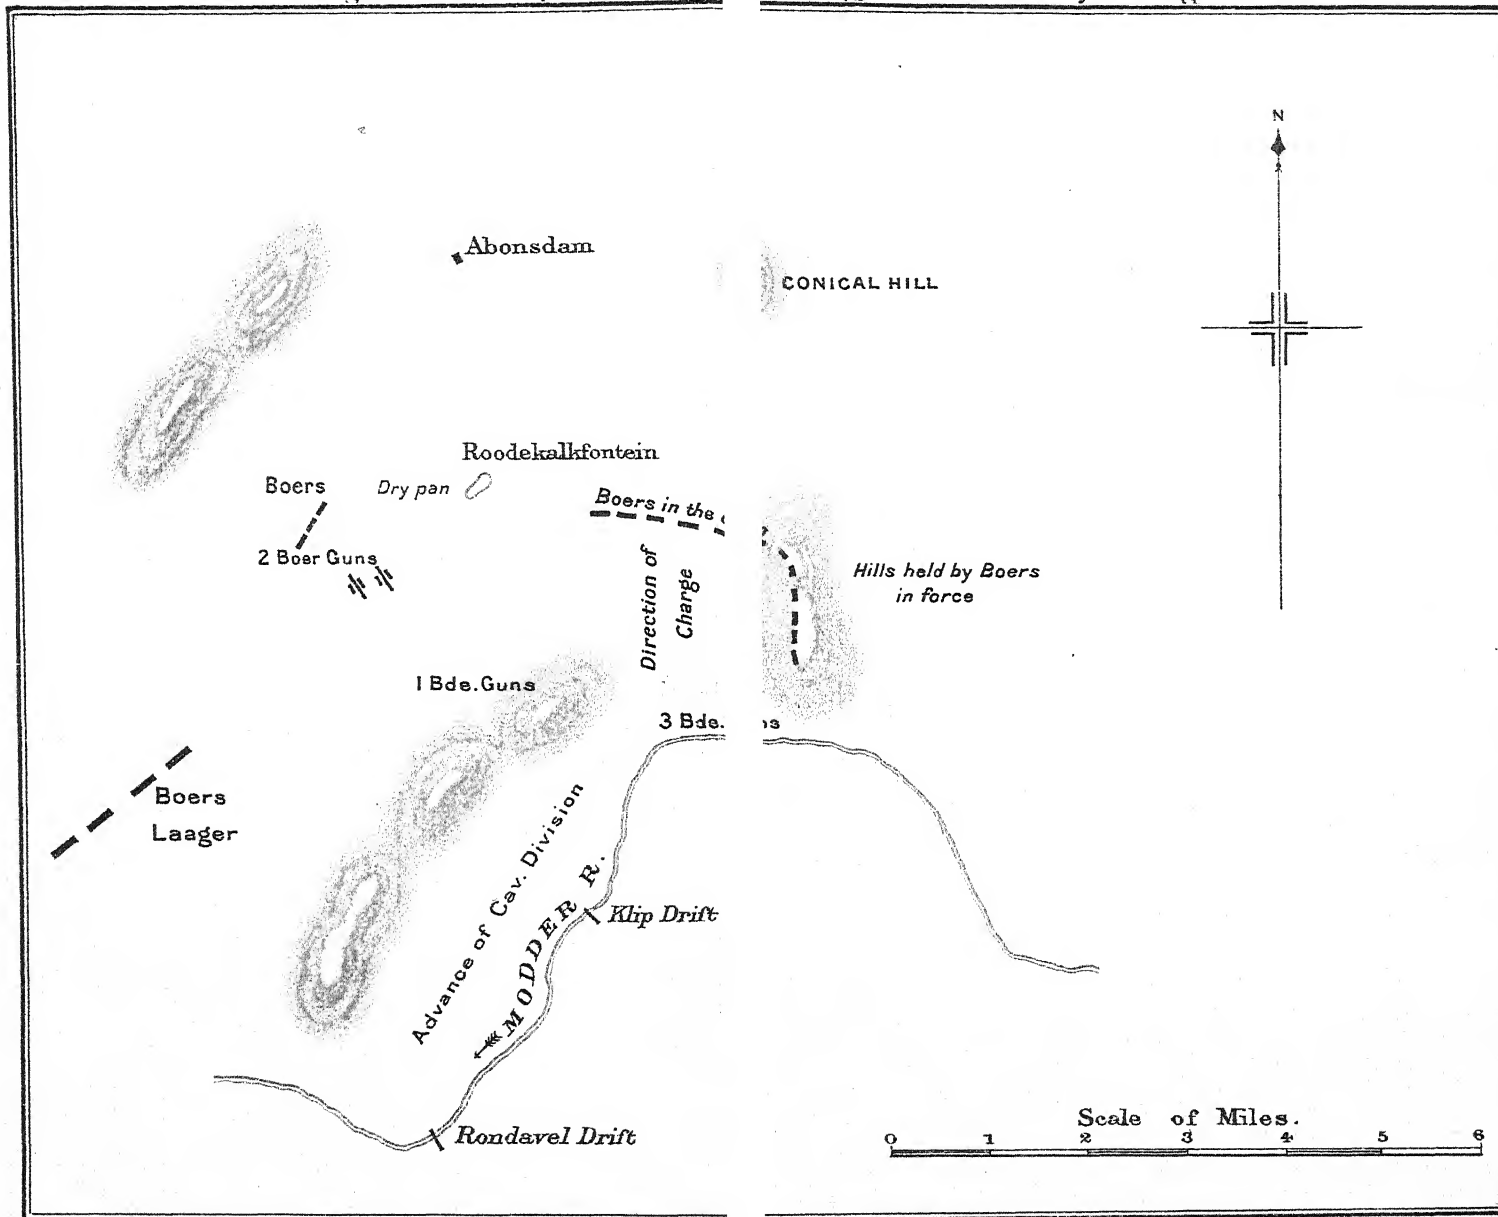 N
Abonsdam
CONICAL HILL
Roodekalkfontein
Boers
Dry pan
Boers in the
2 Boer Guns
Direction of
Charge
Hills held by Boers
in force
1 Bde. Guns
3 Bde.
Boers
Laager
Advance of Cav. Division
MODDER R.
Klip Drift
Rondavel Drift
Scale of Miles.
0 1 2 3 4 5 6